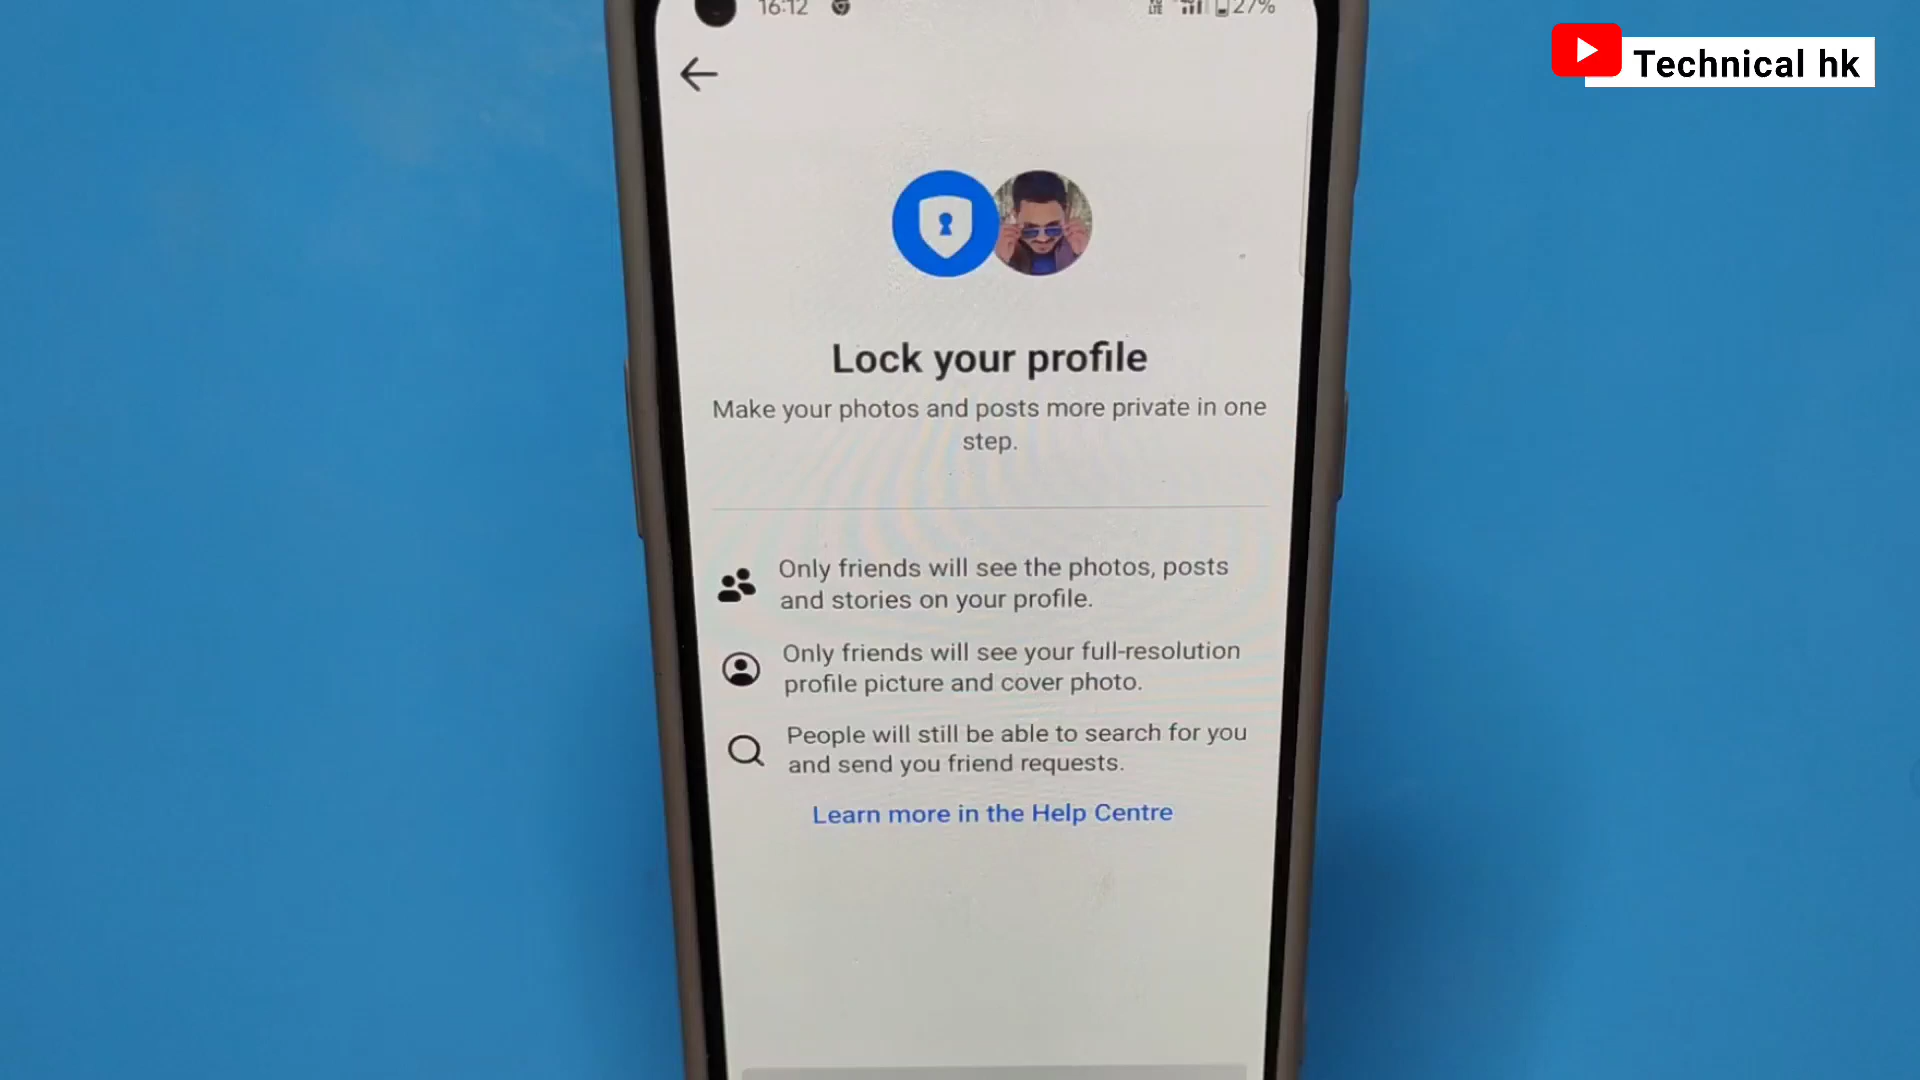 16:12
27%
Technical hk
Lock your profile
Make your photos and posts more private in one
step.
Only friends will see the photos, posts
and stories on your profile.
Only friends will see your full-resolution
profile picture and cover photo.
People will still be able to search for you
and send you friend requests.
Learn more in the Help Centre